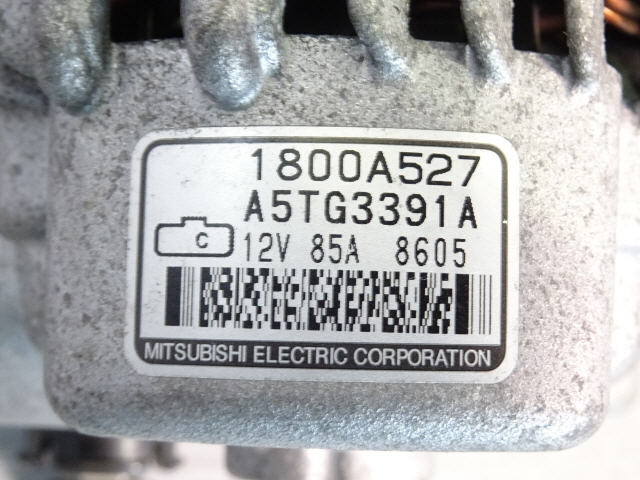 1800A527
A5TG3391A
C 12V 85A 8605
MITSUBISHI ELECTRIC CORPORATION